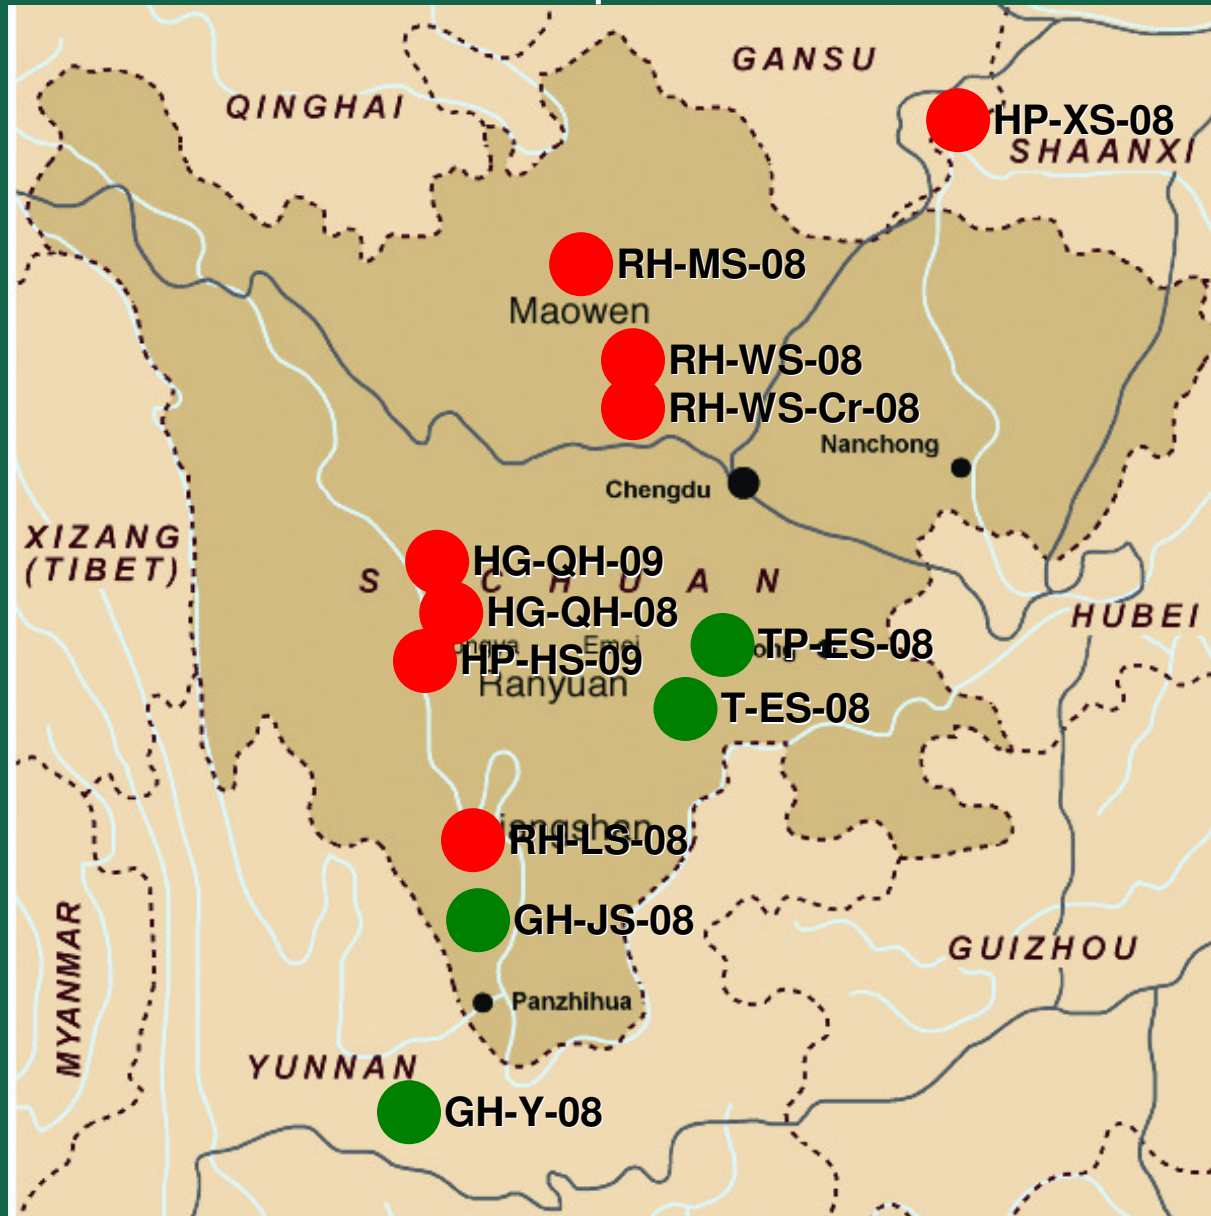 GANSU
QINGHAI
HP-XS-08
SHAANXI
RH-MS-08
Maowen
RH-WS-08
RH-WS-Cr-08
Nanchong
Chengdu
XIZANG
(TIBET)
HG-QH-09
S CHUAN
HG-QH-08
HUBEI
Emei
TP-ES-08
HP-HS-09
Ranyuan
T-ES-08
RH-LS-08
GH-JS-08
GUIZHOU
MYANMAR
Panzhihua
YUNNAN
GH-Y-08